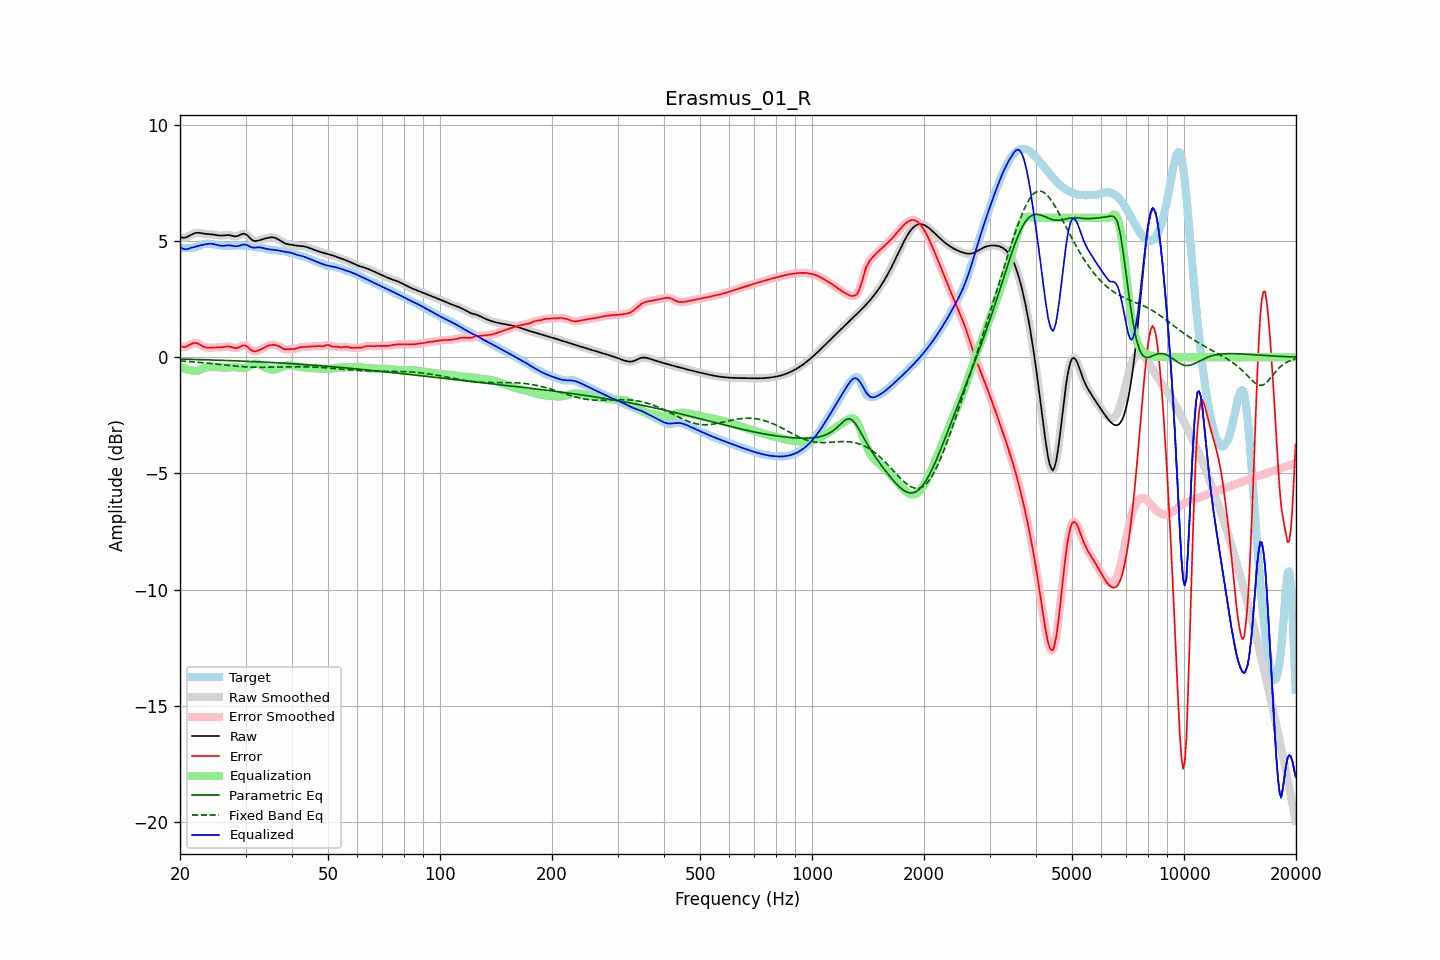 Erasmus_01_R
10
5
0
−5
−10
−15
−20
Amplitude (dBr)
Target
Raw Smoothed
Error Smoothed
Raw
Error
Equalization
Parametric Eq
Fixed Band Eq
Equalized
20 50 100 200 500 1000 2000 5000 10000 20000
Frequency (Hz)